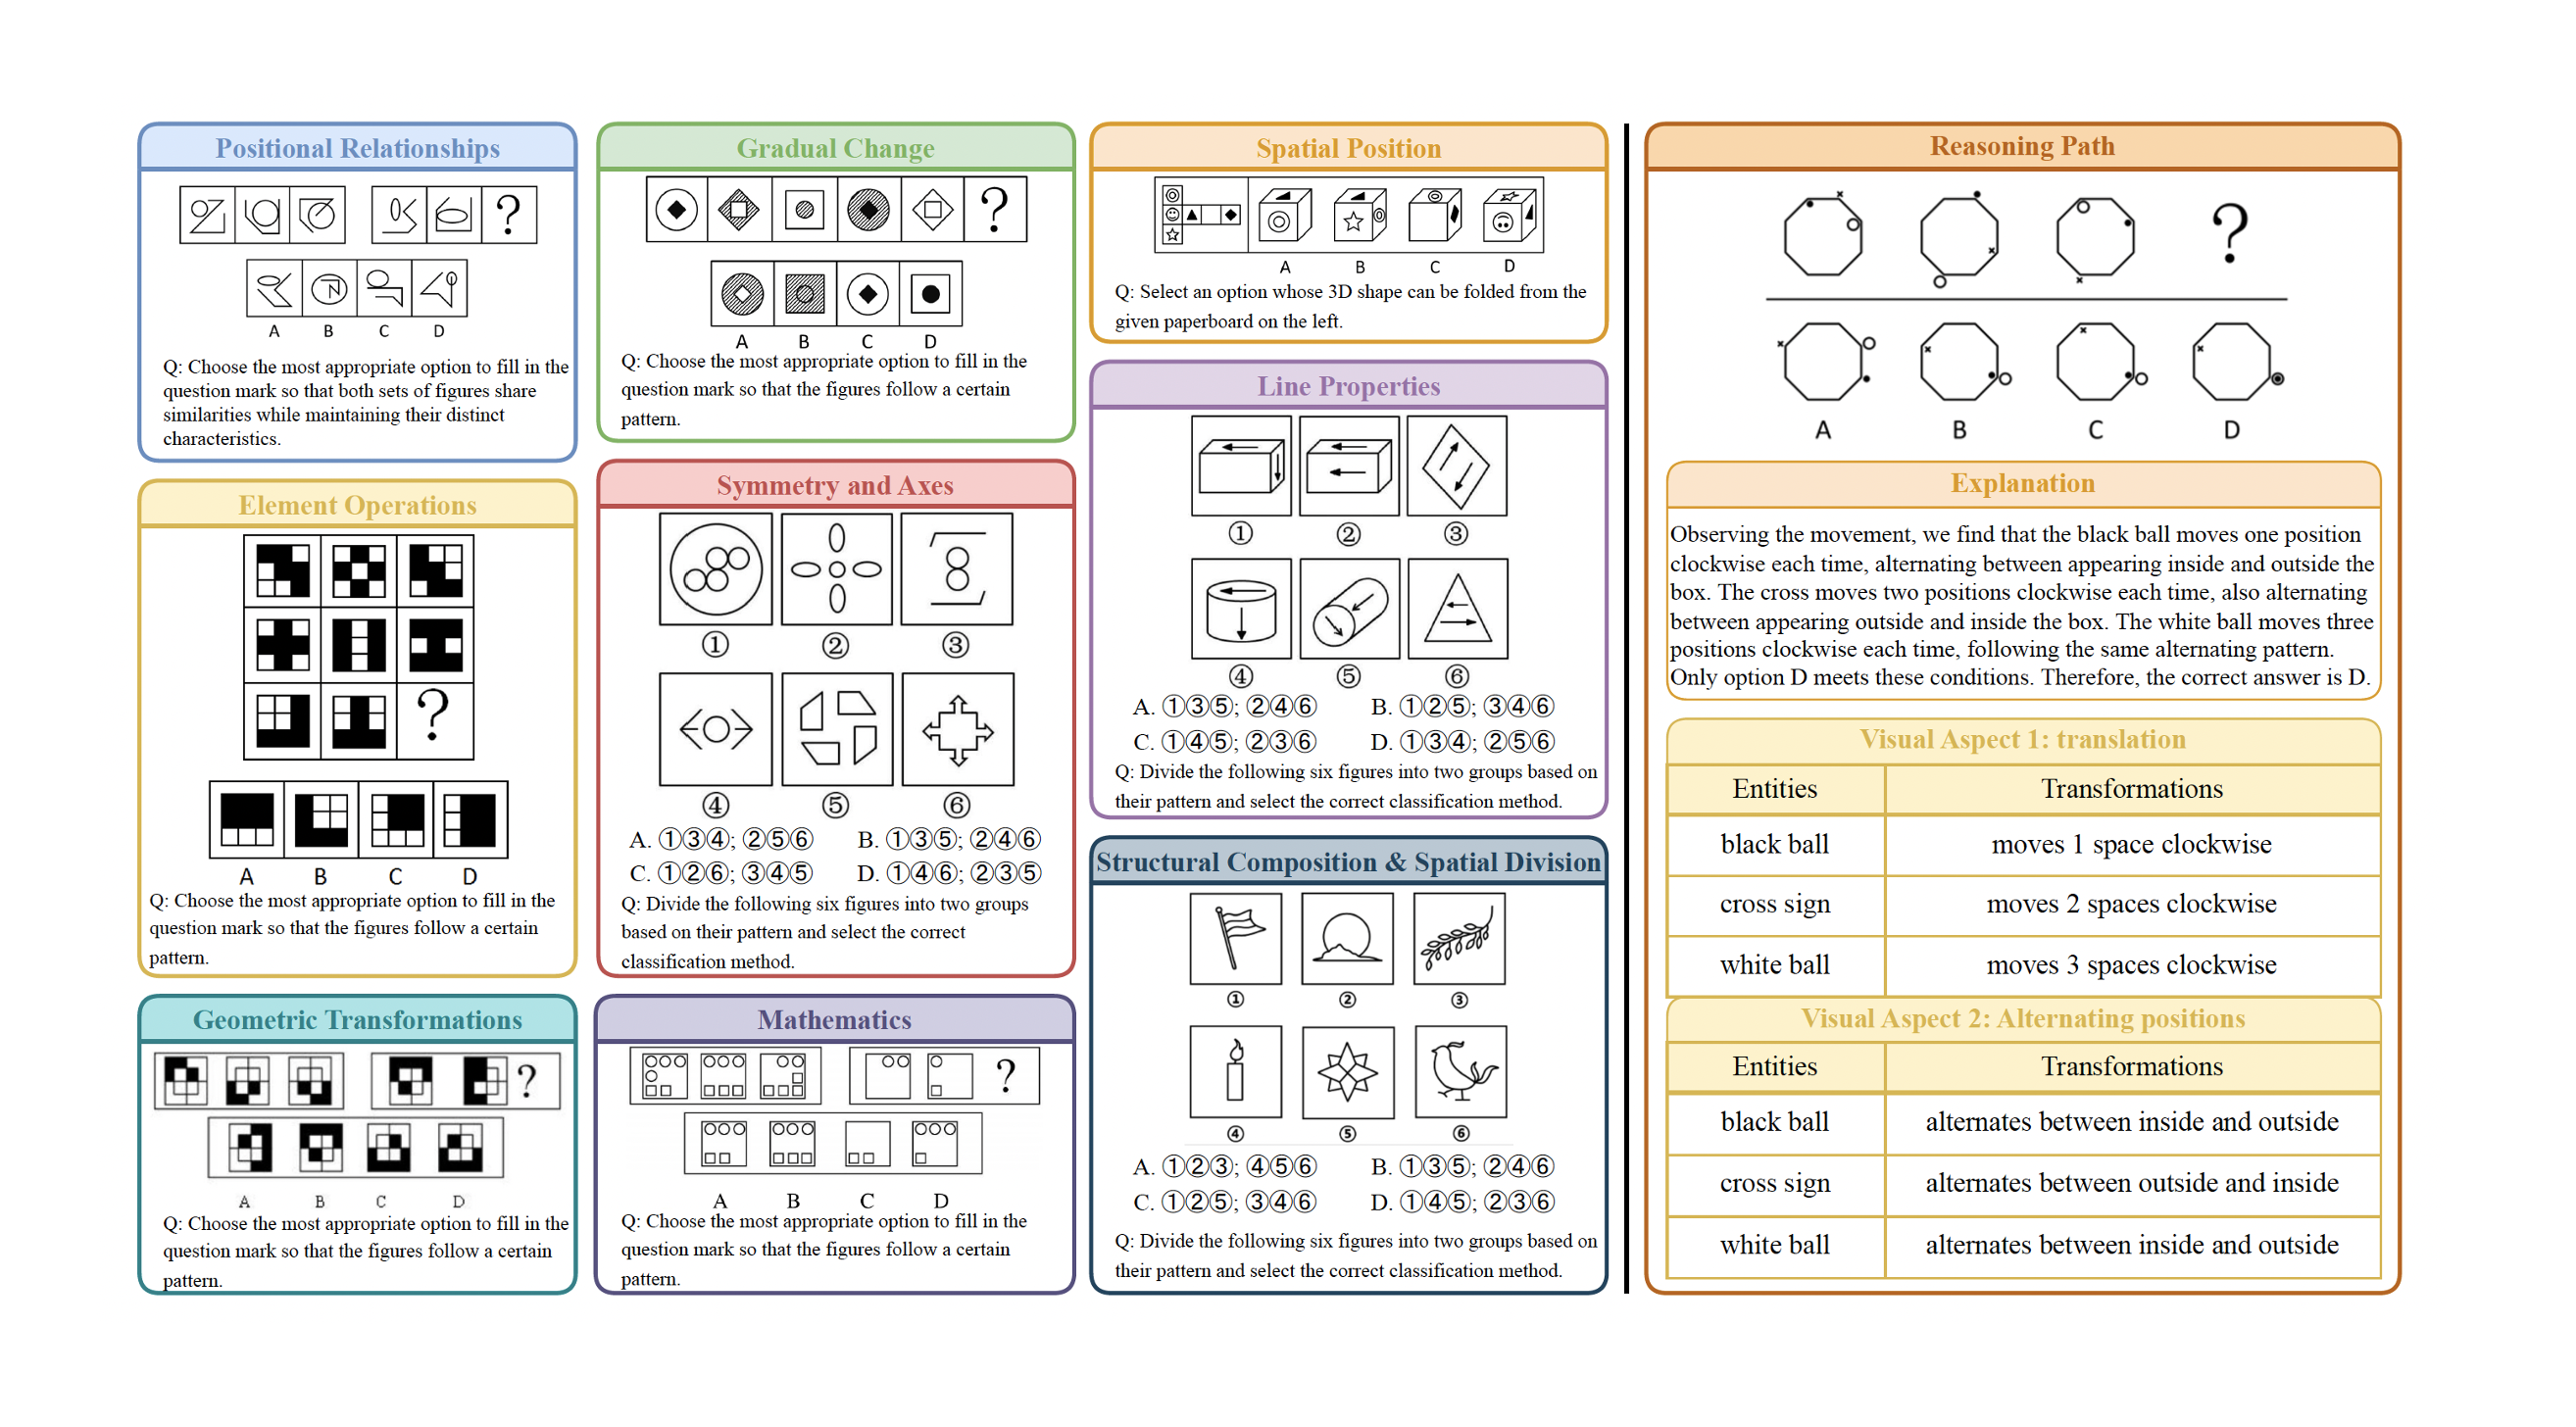 Positional Relationships
?
A B C D
Q: Choose the most appropriate option to fill in the
question mark so that both sets of figures share
similarities while maintaining their distinct
characteristics.
Element Operations
?
A B C D
Q: Choose the most appropriate option to fill in the
question mark so that the figures follow a certain
pattern.
Geometric Transformations
?
A B C D
Q: Choose the most appropriate option to fill in the
question mark so that the figures follow a certain
pattern.
Gradual Change
?
A B C D
Q: Choose the most appropriate option to fill in the
question mark so that the figures follow a certain
pattern.
Symmetry and Axes
① ② ③
④ ⑤ ⑥
A. ①③④; ②⑤⑥ B. ①③⑤; ②④⑥
C. ①②⑥; ③④⑤ D. ①④⑥; ②③⑤
Q: Divide the following six figures into two groups
based on their pattern and select the correct
classification method.
Mathematics
?
A B C D
Q: Choose the most appropriate option to fill in the
question mark so that the figures follow a certain
pattern.
Spatial Position
A B C D
Q: Select an option whose 3D shape can be folded from the
given paperboard on the left.
Line Properties
① ② ③
④ ⑤ ⑥
A. ①③⑤; ②④⑥ B. ①②⑤; ③④⑥
C. ①④⑤; ②③⑥ D. ①③④; ②⑤⑥
Q: Divide the following six figures into two groups based on
their pattern and select the correct classification method.
Structural Composition & Spatial Division
① ② ③
④ ⑤ ⑥
A. ①②③; ④⑤⑥ B. ①③⑤; ②④⑥
C. ①②⑤; ③④⑥ D. ①④⑤; ②③⑥
Q: Divide the following six figures into two groups based on
their pattern and select the correct classification method.
Reasoning Path
?
A B C D
Explanation
Observing the movement, we find that the black ball moves one position
clockwise each time, alternating between appearing inside and outside the
box. The cross moves two positions clockwise each time, also alternating
between appearing outside and inside the box. The white ball moves three
positions clockwise each time, following the same alternating pattern.
Only option D meets these conditions. Therefore, the correct answer is D.
Visual Aspect 1: translation
Entities Transformations
black ball moves 1 space clockwise
cross sign moves 2 spaces clockwise
white ball moves 3 spaces clockwise
Visual Aspect 2: Alternating positions
Entities Transformations
black ball alternates between inside and outside
cross sign alternates between outside and inside
white ball alternates between inside and outside